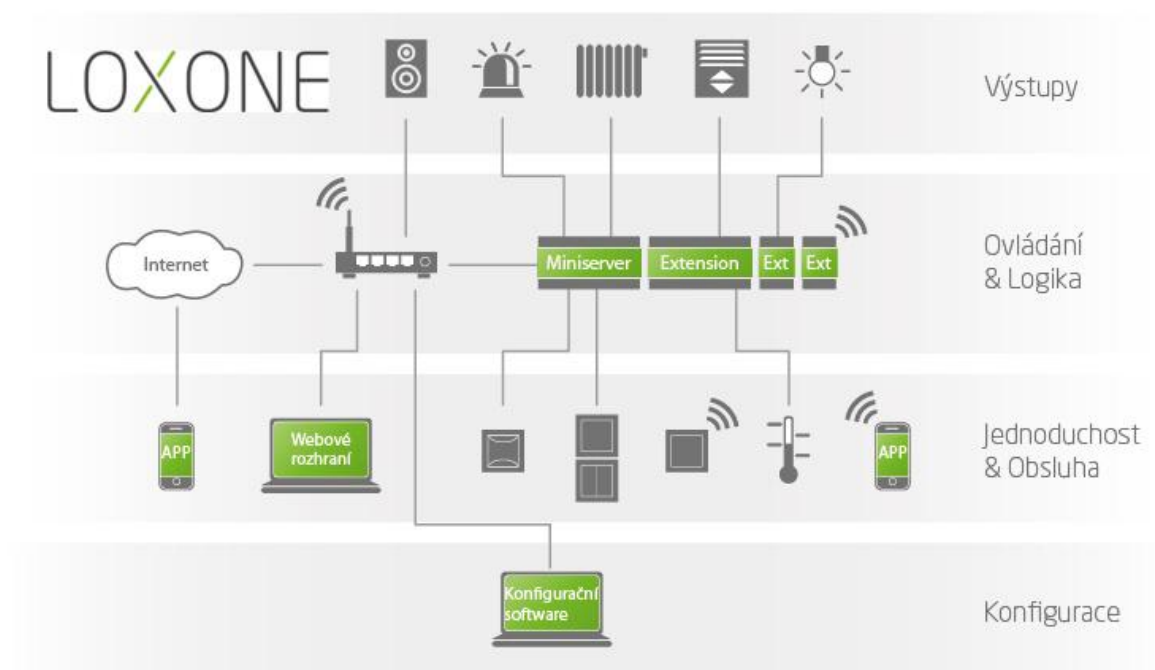 LOXONE
Výstupy
Internet
Miniserver
Extension
Ext
Ext
Ovládání
& Logika
APP
Webové
rozhraní
APP
Jednoduchost
& Obsluha
Konfigurační
software
Konfigurace